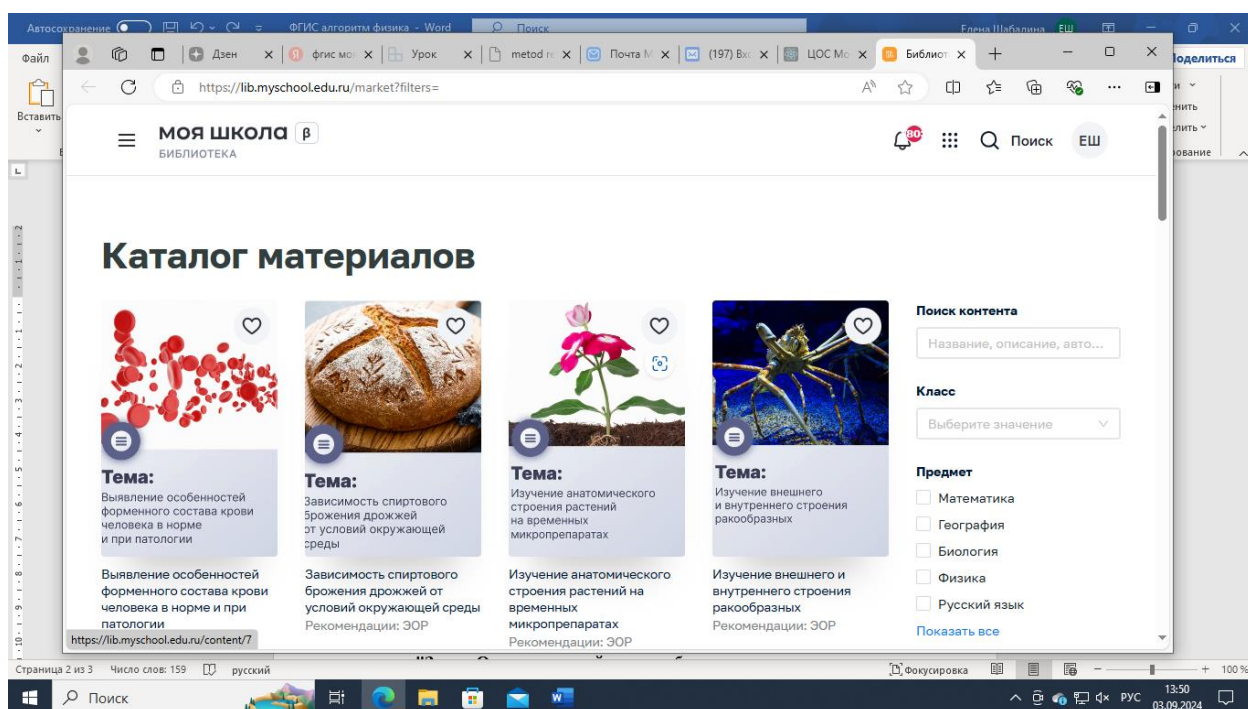 Автосохранение
ФГИС алгоритм физика - Word
Поиск
Елена Шабалина
ЕШ
Файл
Поделиться
Вставить
Дзен
фгис мо
Урок
Почта М
(197) Вх
ЦОС Мо
Библиот
https://lib.myschool.edu.ru/market?filters=
моя школа β
БИБЛИОТЕКА
80
Поиск
ЕШ
Каталог материалов
Тема:
Выявление особенностей
форменного состава крови
человека в норме
и при патологии
Выявление особенностей
форменного состава крови
человека в норме и при
патологии
Тема:
Зависимость спиртового
брожения дрожжей
от условий окружающей
среды
Зависимость спиртового
брожения дрожжей от
условий окружающей среды
Рекомендации: ЭОР
Тема:
Изучение анатомического
строения растений
на временных
микропрепаратах
Изучение анатомического
строения растений на
временных
микропрепаратах
Рекомендации: ЭОР
Тема:
Изучение внешнего
и внутреннего строения
ракообразных
Изучение внешнего и
внутреннего строения
ракообразных
Рекомендации: ЭОР
Поиск контента
Название, описание, авто...
Класс
Выберите значение
Предмет
Математика
География
Биология
Физика
Русский язык
Показать все
https://lib.myschool.edu.ru/content/7
Страница 2 из 3
Число слов: 159
русский
Фокусировка
100 %
Поиск
РУС
13:50
03.09.2024